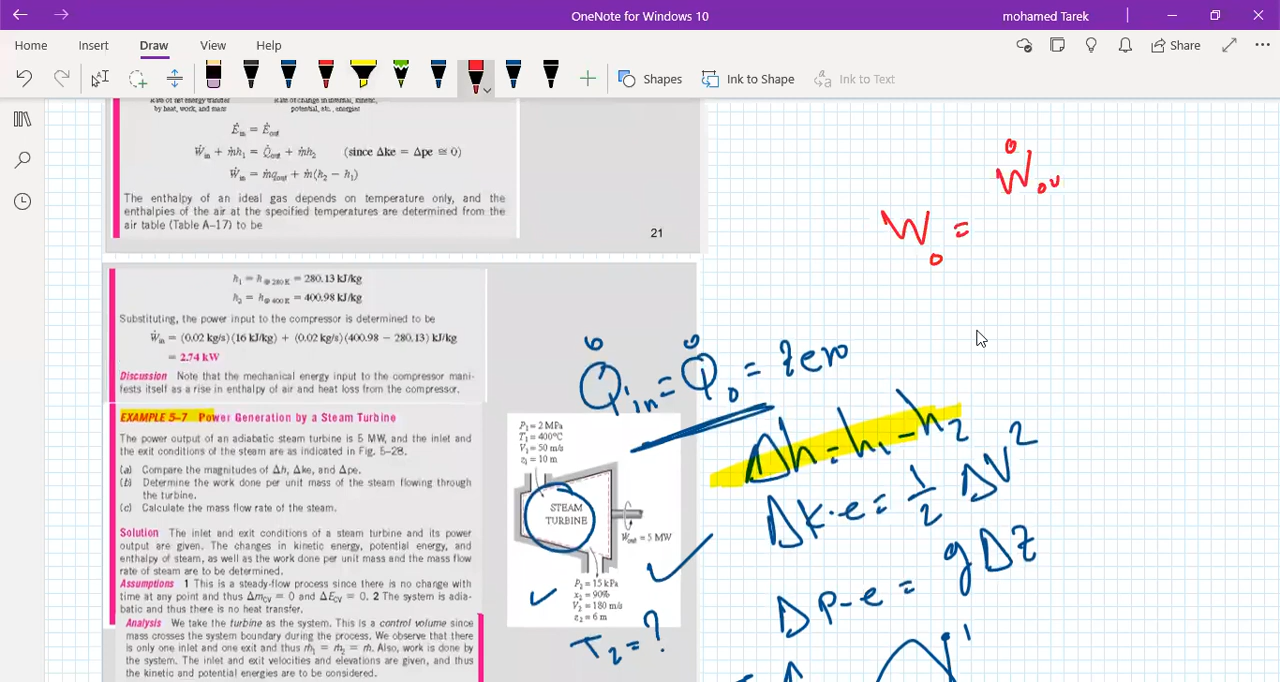 OneNote for Windows 10
mohamed Tarek
Home Insert Draw View Help
Share
Shapes
Ink to Shape
Ink to Text
Rate of net energy transfer
by heat, work, and mass
Rate of change in internal, kinetic,
potential, etc., energies
Ėin = Ėout
Ẇin + ṁh1 = Q̇out + ṁh2 (since Δke = Δpe ≅ 0)
Ẇin = ṁqout + ṁ(h2 − h1)
The enthalpy of an ideal gas depends on temperature only, and the
enthalpies of the air at the specified temperatures are determined from the
air table (Table A–17) to be
21
h1 = h@ 280 K = 280.13 kJ/kg
h2 = h@ 400 K = 400.98 kJ/kg
Substituting, the power input to the compressor is determined to be
Ẇin = (0.02 kg/s)(16 kJ/kg) + (0.02 kg/s)(400.98 − 280.13) kJ/kg
= 2.74 kW
Discussion Note that the mechanical energy input to the compressor mani-
fests itself as a rise in enthalpy of air and heat loss from the compressor.
EXAMPLE 5–7 Power Generation by a Steam Turbine
The power output of an adiabatic steam turbine is 5 MW, and the inlet and
the exit conditions of the steam are as indicated in Fig. 5–28.
(a) Compare the magnitudes of Δh, Δke, and Δpe.
(b) Determine the work done per unit mass of the steam flowing through
the turbine.
(c) Calculate the mass flow rate of the steam.
Solution The inlet and exit conditions of a steam turbine and its power
output are given. The changes in kinetic energy, potential energy, and
enthalpy of steam, as well as the work done per unit mass and the mass flow
rate of steam are to be determined.
Assumptions 1 This is a steady-flow process since there is no change with
time at any point and thus ΔmCV = 0 and ΔECV = 0. 2 The system is adia-
batic and thus there is no heat transfer.
Analysis We take the turbine as the system. This is a control volume since
mass crosses the system boundary during the process. We observe that there
is only one inlet and one exit and thus ṁ1 = ṁ2 = ṁ. Also, work is done by
the system. The inlet and exit velocities and elevations are given, and thus
the kinetic and potential energies are to be considered.
P1 = 2 MPa
T1 = 400°C
V1 = 50 m/s
z1 = 10 m
STEAM
TURBINE
Ẇout = 5 MW
P2 = 15 kPa
x2 = 90%
V2 = 180 m/s
z2 = 6 m
T2 = ?
Ẇou
W o =
Q̇in = Q̇o = Zero
Δh = h1 − h2
Δk.e = 1/2 ΔV²
Δp-e = gΔZ